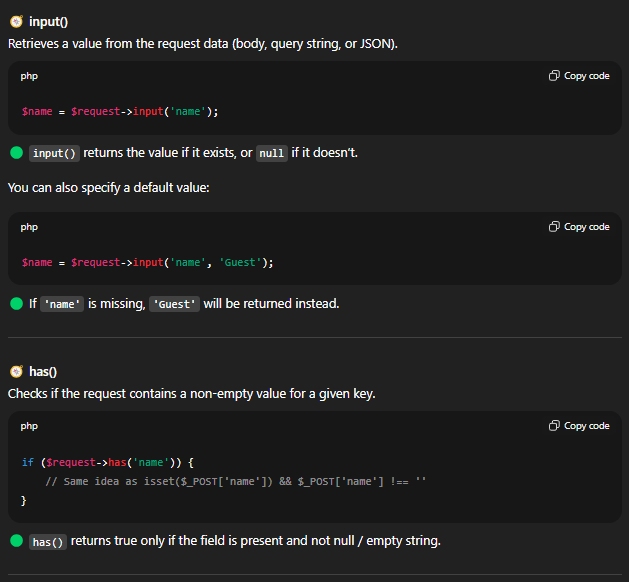 input()
Retrieves a value from the request data (body, query string, or JSON).
php Copy code
$name = $request->input('name');
input() returns the value if it exists, or null if it doesn't.
You can also specify a default value:
php Copy code
$name = $request->input('name', 'Guest');
If 'name' is missing, 'Guest' will be returned instead.
has()
Checks if the request contains a non-empty value for a given key.
php Copy code
if ($request->has('name')) {
    // Same idea as isset($_POST['name']) && $_POST['name'] !== ''
}
has() returns true only if the field is present and not null / empty string.